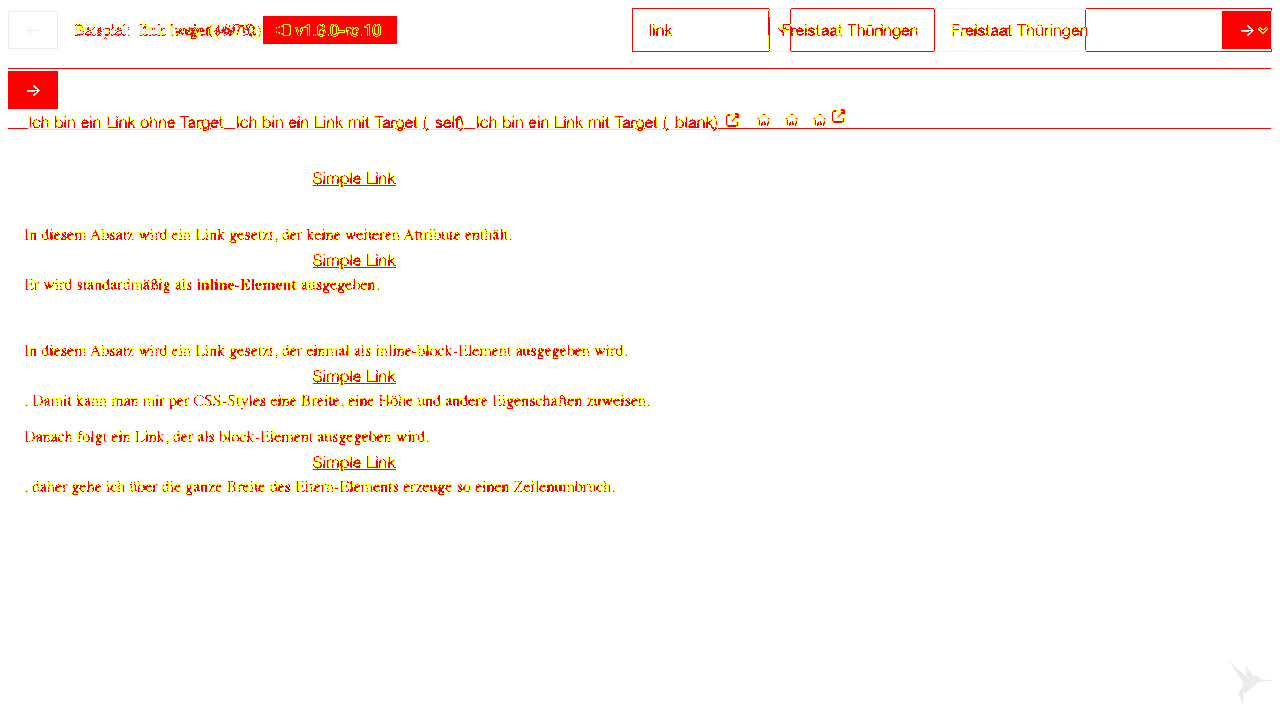 Beispiel: link
v1.6.0-rc.10
link
Freistaat Thüringen
Freistaat Thüringen
Ich bin ein Link ohne Target Ich bin ein Link mit Target (_self) Ich bin ein Link mit Target (_blank)
Simple Link
In diesem Absatz wird ein Link gesetzt, der keine weiteren Attribute enthält.
Simple Link
Er wird standardmäßig als inline-Element ausgegeben.
In diesem Absatz wird ein Link gesetzt, der einmal als inline-block-Element ausgegeben wird.
Simple Link
. Damit kann man mir per CSS-Styles eine Breite, eine Höhe und andere Eigenschaften zuweisen.
Danach folgt ein Link, der als block-Element ausgegeben wird.
Simple Link
, daher gehe ich über die ganze Breite des Eltern-Elements erzeuge so einen Zeilenumbruch.